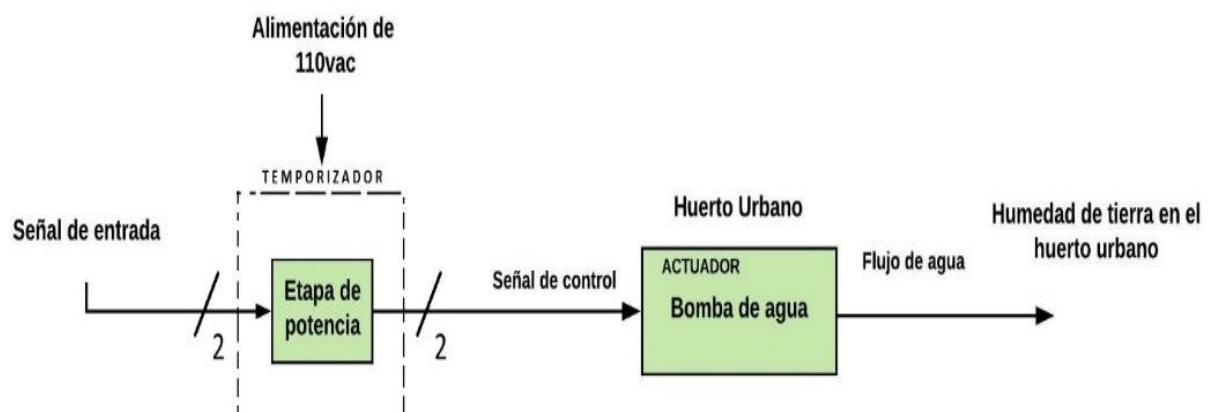 Alimentación de
110vac
TEMPORIZADOR
Señal de entrada
2
Etapa de
potencia
2
Señal de control
Huerto Urbano
ACTUADOR
Bomba de agua
Flujo de agua
Humedad de tierra en el
huerto urbano